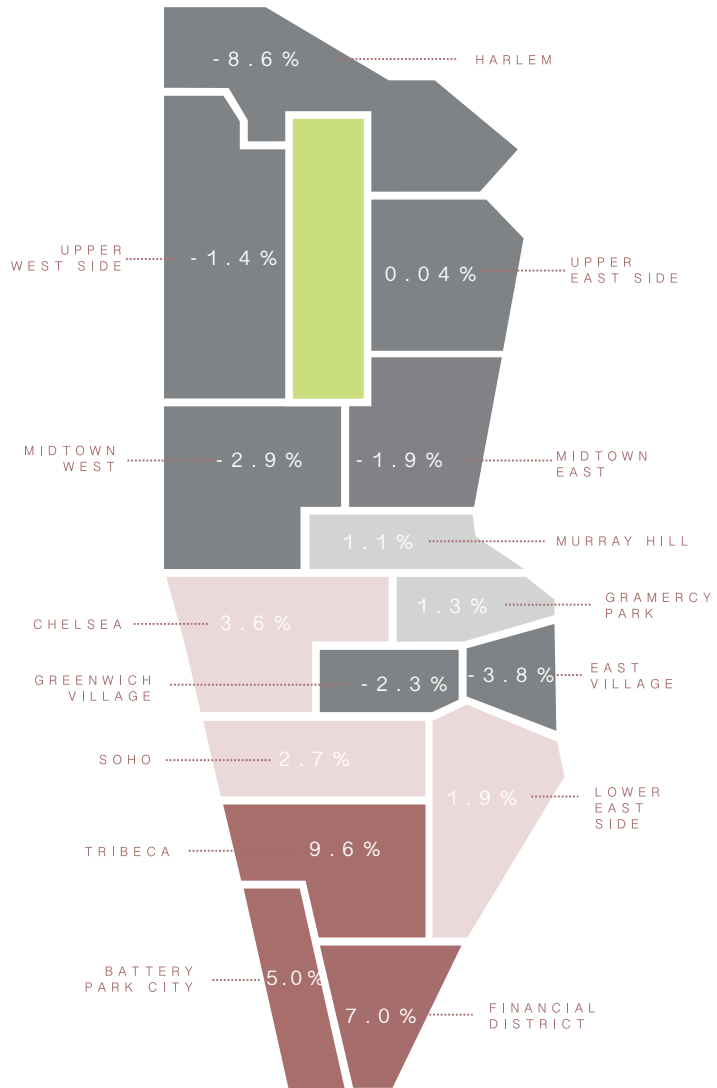 -8.6%
HARLEM
UPPER
WEST SIDE
-1.4%
0.04%
UPPER
EAST SIDE
MIDTOWN
WEST
-2.9%
-1.9%
MIDTOWN
EAST
1.1%
MURRAY HILL
CHELSEA
3.6%
1.3%
GRAMERCY
PARK
GREENWICH
VILLAGE
-2.3%
-3.8%
EAST
VILLAGE
SOHO
2.7%
1.9%
LOWER
EAST
SIDE
TRIBECA
9.6%
BATTERY
PARK CITY
5.0%
7.0%
FINANCIAL
DISTRICT